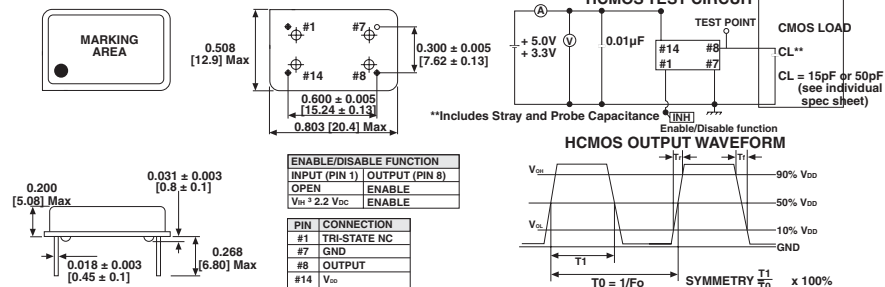 MARKING
AREA
0.508
[12.9] Max
#1
#7
#14
#8
0.300 ± 0.005
[7.62 ± 0.13]
0.600 ± 0.005
[15.24 ± 0.13]
0.803 [20.4] Max
HCMOS TEST CIRCUIT
A
V
+ 5.0V
+ 3.3V
0.01µF
TEST POINT
#14
#8
#1
#7
CMOS LOAD
CL**
CL = 15pF or 50pF
(see individual
spec sheet)
**Includes Stray and Probe Capacitance
INH
Enable/Disable function
0.200
[5.08] Max
0.031 ± 0.003
[0.8 ± 0.1]
0.018 ± 0.003
[0.45 ± 0.1]
0.268
[6.80] Max
ENABLE/DISABLE FUNCTION
INPUT (PIN 1) OUTPUT (PIN 8)
OPEN ENABLE
VIH ³ 2.2 VDC ENABLE
PIN CONNECTION
#1 TRI-STATE NC
#7 GND
#8 OUTPUT
#14 VDD
HCMOS OUTPUT WAVEFORM
Tr
Tf
VOH
90% VDD
50% VDD
VOL
10% VDD
GND
T1
T0 = 1/Fo
SYMMETRY T1/T0 x 100%